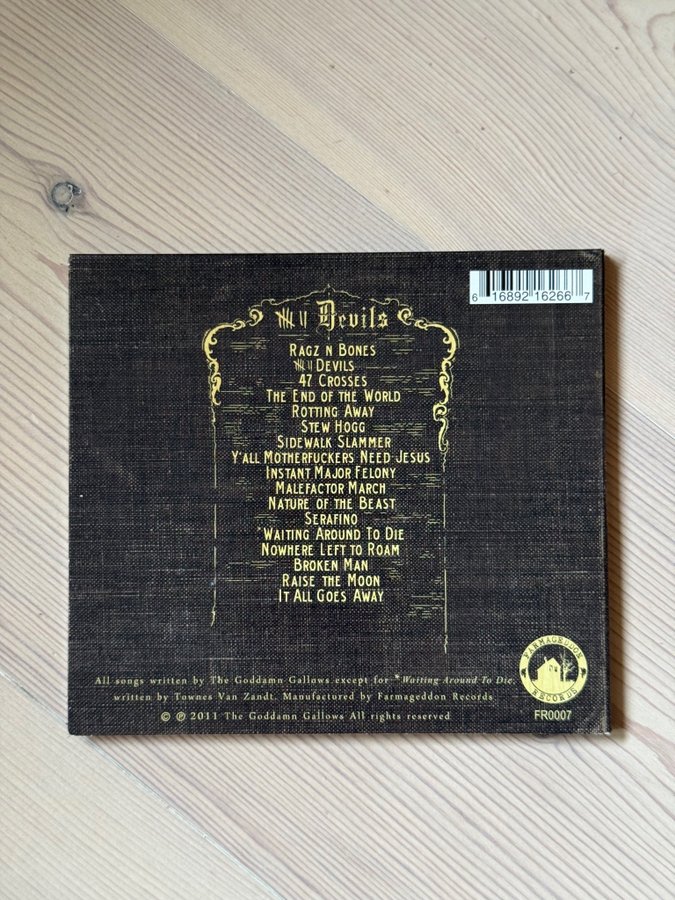 6 16892 16266 7
𝍸 || Devils
RAGZ N BONES
𝍸 || DEVILS
47 CROSSES
THE END OF THE WORLD
ROTTING AWAY
STEW HOGG
SIDEWALK SLAMMER
Y'ALL MOTHERFUCKERS NEED JESUS
INSTANT MAJOR FELONY
MALEFACTOR MARCH
NATURE OF THE BEAST
SERAFINO
*WAITING AROUND TO DIE
NOWHERE LEFT TO ROAM
BROKEN MAN
RAISE THE MOON
IT ALL GOES AWAY
All songs written by The Goddamn Gallows.except for *Waiting Around To Die,
written by Townes Van Zandt. Manufactured by Farmageddon Records
© ℗ 2011 The Goddamn Gallows All rights reserved
FARMAGEDDON
RECORDS
FR0007